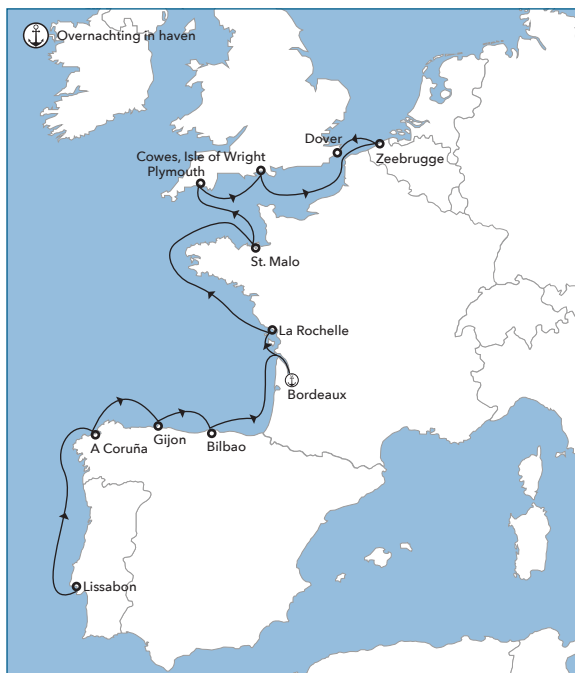 Overnachting in haven
Dover
Zeebrugge
Cowes, Isle of Wright
Plymouth
St. Malo
La Rochelle
Bordeaux
A Coruña
Gijon
Bilbao
Lissabon